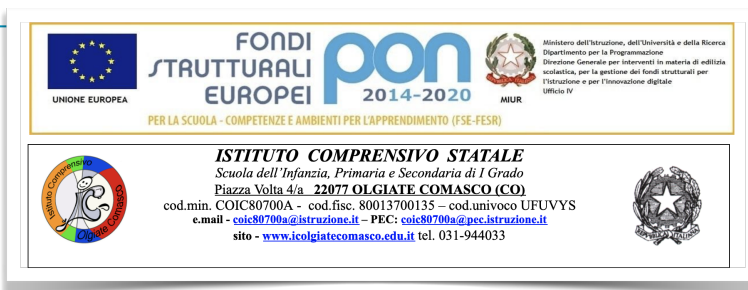 FONDI
STRUTTURALI
EUROPEI
pon
2014-2020
UNIONE EUROPEA
MIUR
Ministero dell'Istruzione, dell'Università e della Ricerca
Dipartimento per la Programmazione
Direzione Generale per interventi in materia di edilizia
scolastica, per la gestione dei fondi strutturali per
l'istruzione e per l'innovazione digitale
Ufficio IV
PER LA SCUOLA - COMPETENZE E AMBIENTI PER L'APPRENDIMENTO (FSE-FESR)
Istituto Comprensivo
Olgiate Comasco
ISTITUTO COMPRENSIVO STATALE
Scuola dell'Infanzia, Primaria e Secondaria di I Grado
Piazza Volta 4/a 22077 OLGIATE COMASCO (CO)
cod.min. COIC80700A - cod.fisc. 80013700135 – cod.univoco UFUVYS
e.mail - coic80700a@istruzione.it – PEC: coic80700a@pec.istruzione.it
sito - www.icolgiatecomasco.edu.it tel. 031-944033